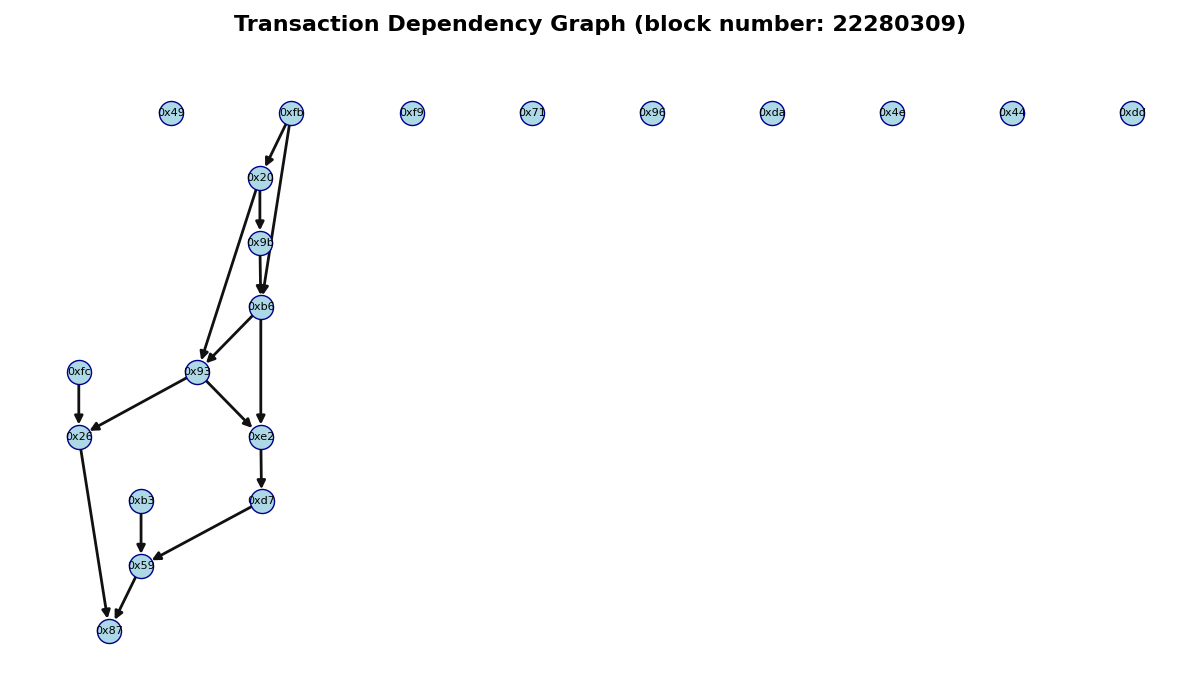 Transaction Dependency Graph (block number: 22280309)
0x49 0xfb 0xf9 0x71 0x96 0xda 0x4e 0x44 0xdd
0x20
0x9b
0xb6
0xfc 0x93
0x26 0xe2
0xb3 0xd7
0x59
0x87